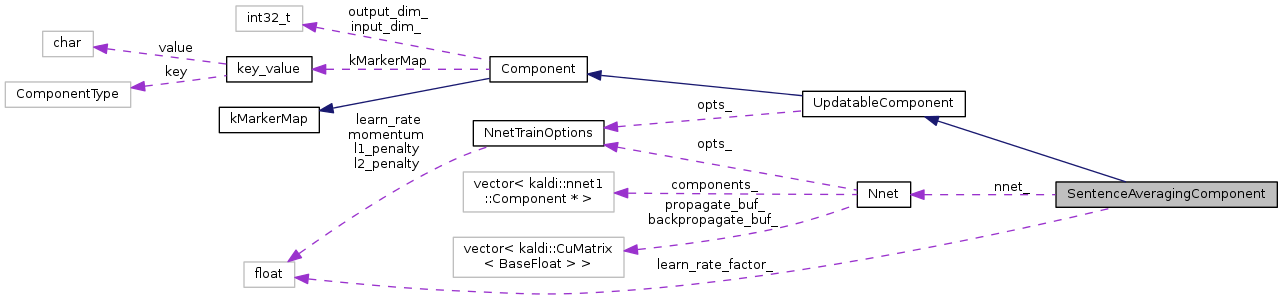 int32_t
output_dim_
input_dim_
char
value
key_value
kMarkerMap
Component
key
ComponentType
kMarkerMap
opts_
UpdatableComponent
learn_rate
momentum
l1_penalty
l2_penalty
NnetTrainOptions
opts_
vector< kaldi::nnet1
::Component * >
components_
Nnet
nnet_
SentenceAveragingComponent
propagate_buf_
backpropagate_buf_
vector< kaldi::CuMatrix
< BaseFloat > >
float
learn_rate_factor_